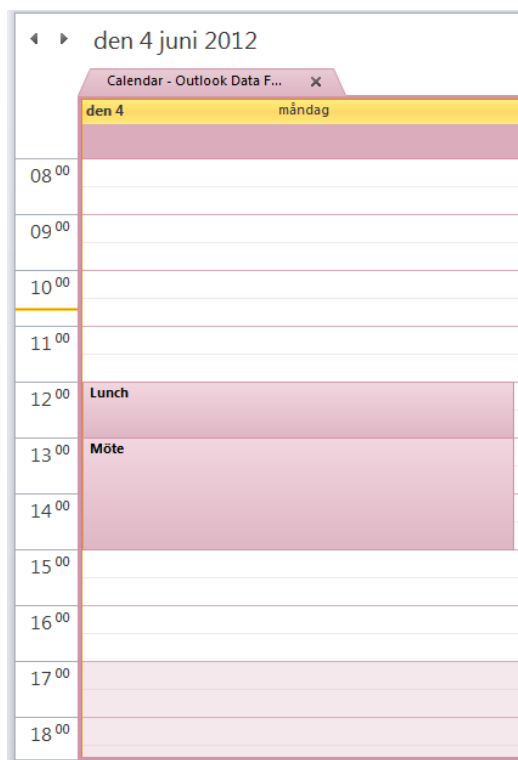 den 4 juni 2012
Calendar - Outlook Data F...
den 4 måndag
08 00
09 00
10 00
11 00
12 00 Lunch
13 00 Möte
14 00
15 00
16 00
17 00
18 00